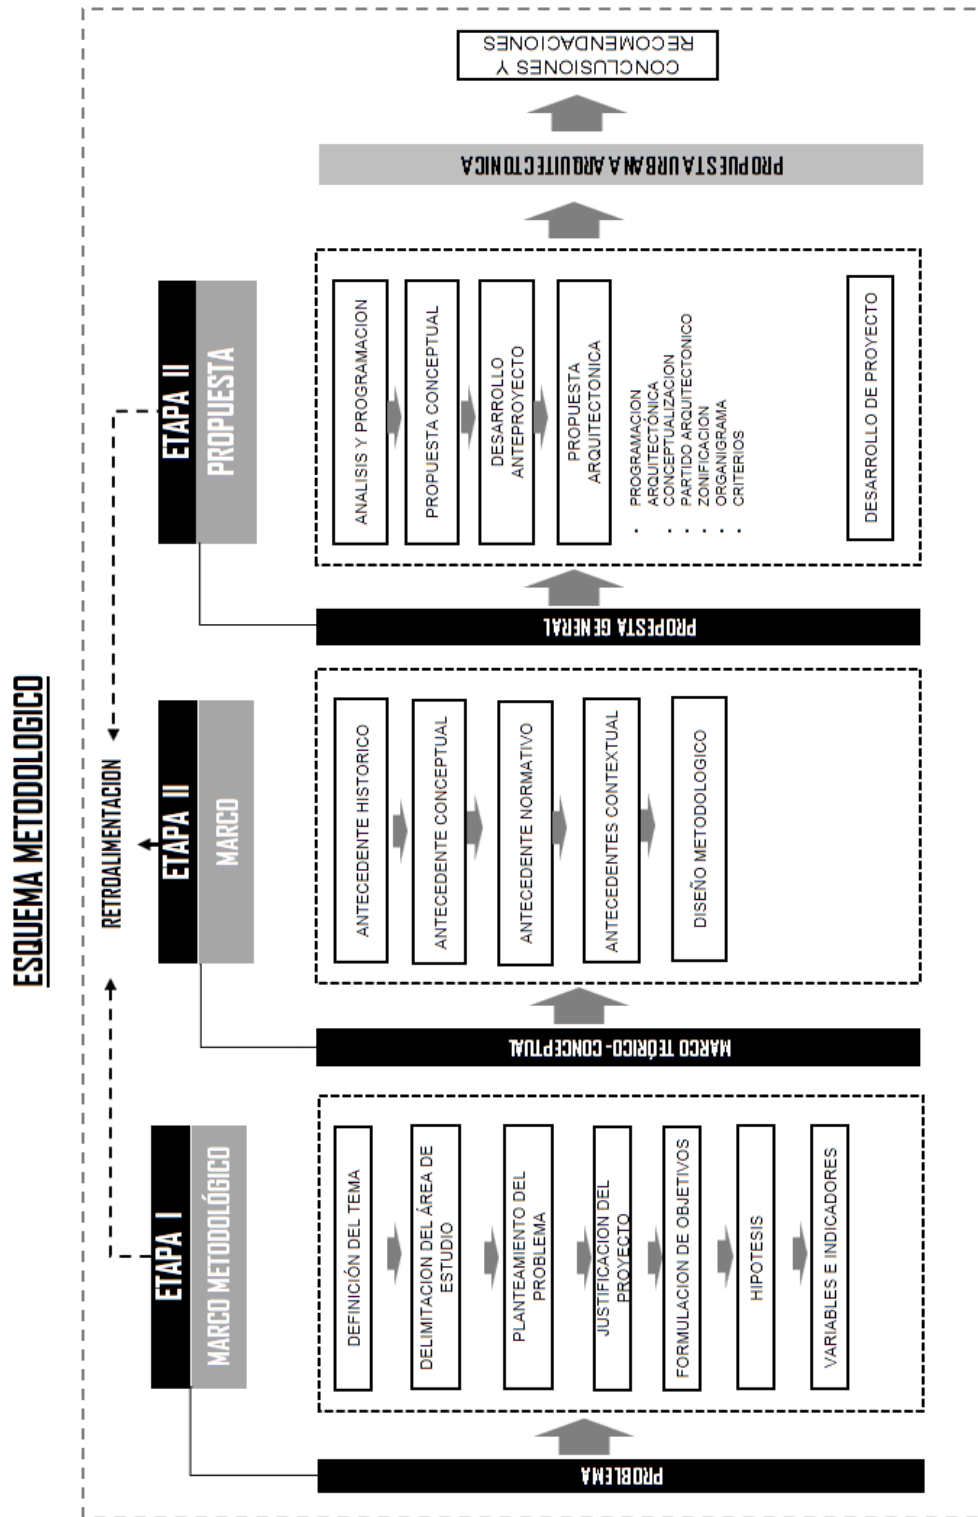 ESQUEMA METODOLOGICO
RETROALIMENTACION
ETAPA I
MARCO METODOLÓGICO
PROBLEMA
DEFINICIÓN DEL TEMA
DELIMITACION DEL ÁREA DE
ESTUDIO
PLANTEAMIENTO DEL
PROBLEMA
JUSTIFICACION DEL
PROYECTO
FORMULACION DE OBJETIVOS
HIPOTESIS
VARIABLES E INDICADORES
ETAPA II
MARCO
MARCO TEÓRICO-CONCEPTUAL
ANTECEDENTE HISTORICO
ANTECEDENTE CONCEPTUAL
ANTECEDENTE NORMATIVO
ANTECEDENTES CONTEXTUAL
DISEÑO METODOLOGICO
ETAPA II
PROPUESTA
PROPESTA GENERAL
ANALISIS Y PROGRAMACION
PROPUESTA CONCEPTUAL
DESARROLLO
ANTEPROYECTO
PROPUESTA
ARQUITECTONICA
• PROGRAMACION
ARQUITECTÓNICA
• CONCEPTUALIZACION
• PARTIDO ARQUITECTONICO
• ZONIFICACION
• ORGANIGRAMA
• CRITERIOS
DESARROLLO DE PROYECTO
PROPUESTA URBANA ARQUITECTONICA
CONCLUSIONES Y
RECOMENDACIONES